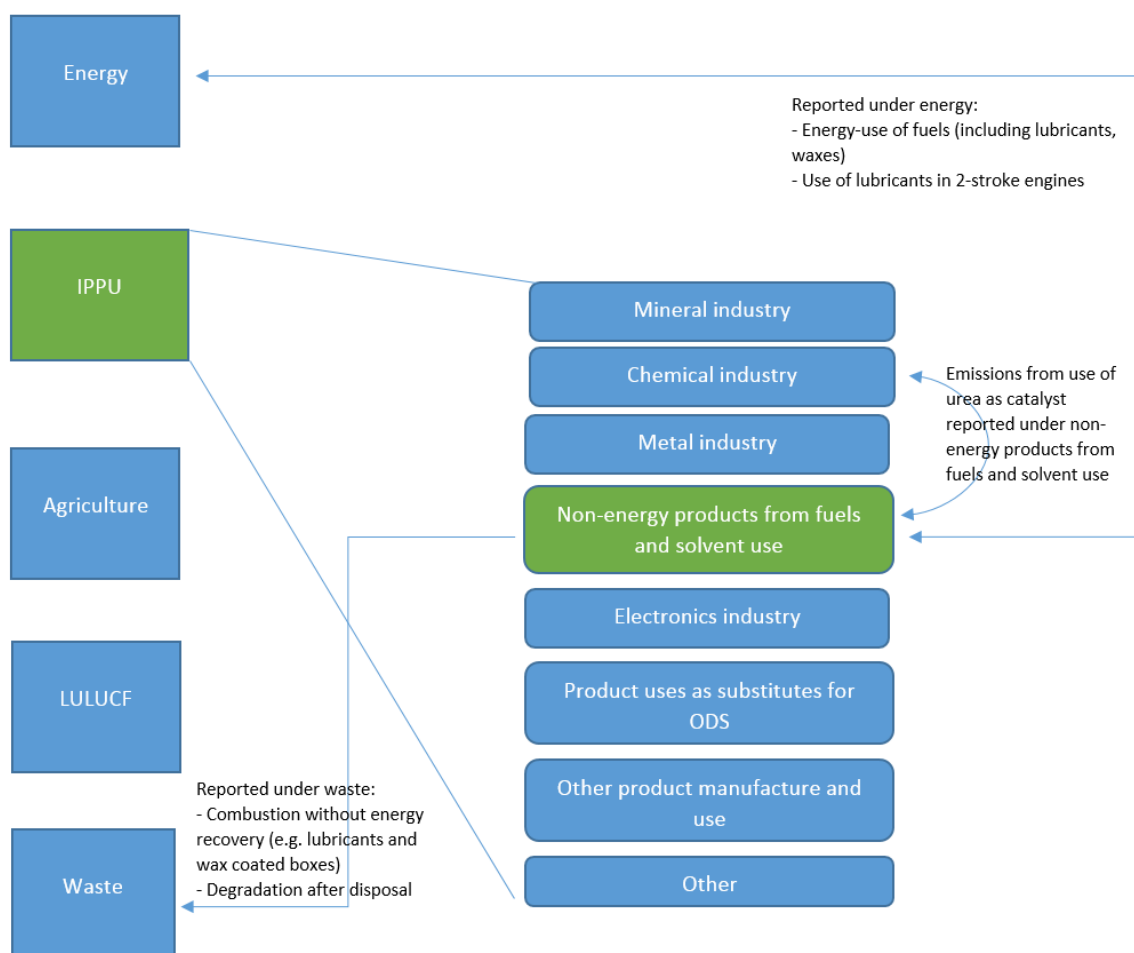 Energy
Reported under energy:
- Energy-use of fuels (including lubricants,
waxes)
- Use of lubricants in 2-stroke engines
IPPU
Mineral industry
Chemical industry
Metal industry
Emissions from use of
urea as catalyst
reported under non-
energy products from
fuels and solvent use
Agriculture
Non-energy products from fuels
and solvent use
Electronics industry
LULUCF
Product uses as substitutes for
ODS
Reported under waste:
- Combustion without energy
recovery (e.g. lubricants and
wax coated boxes)
- Degradation after disposal
Other product manufacture and
use
Waste
Other